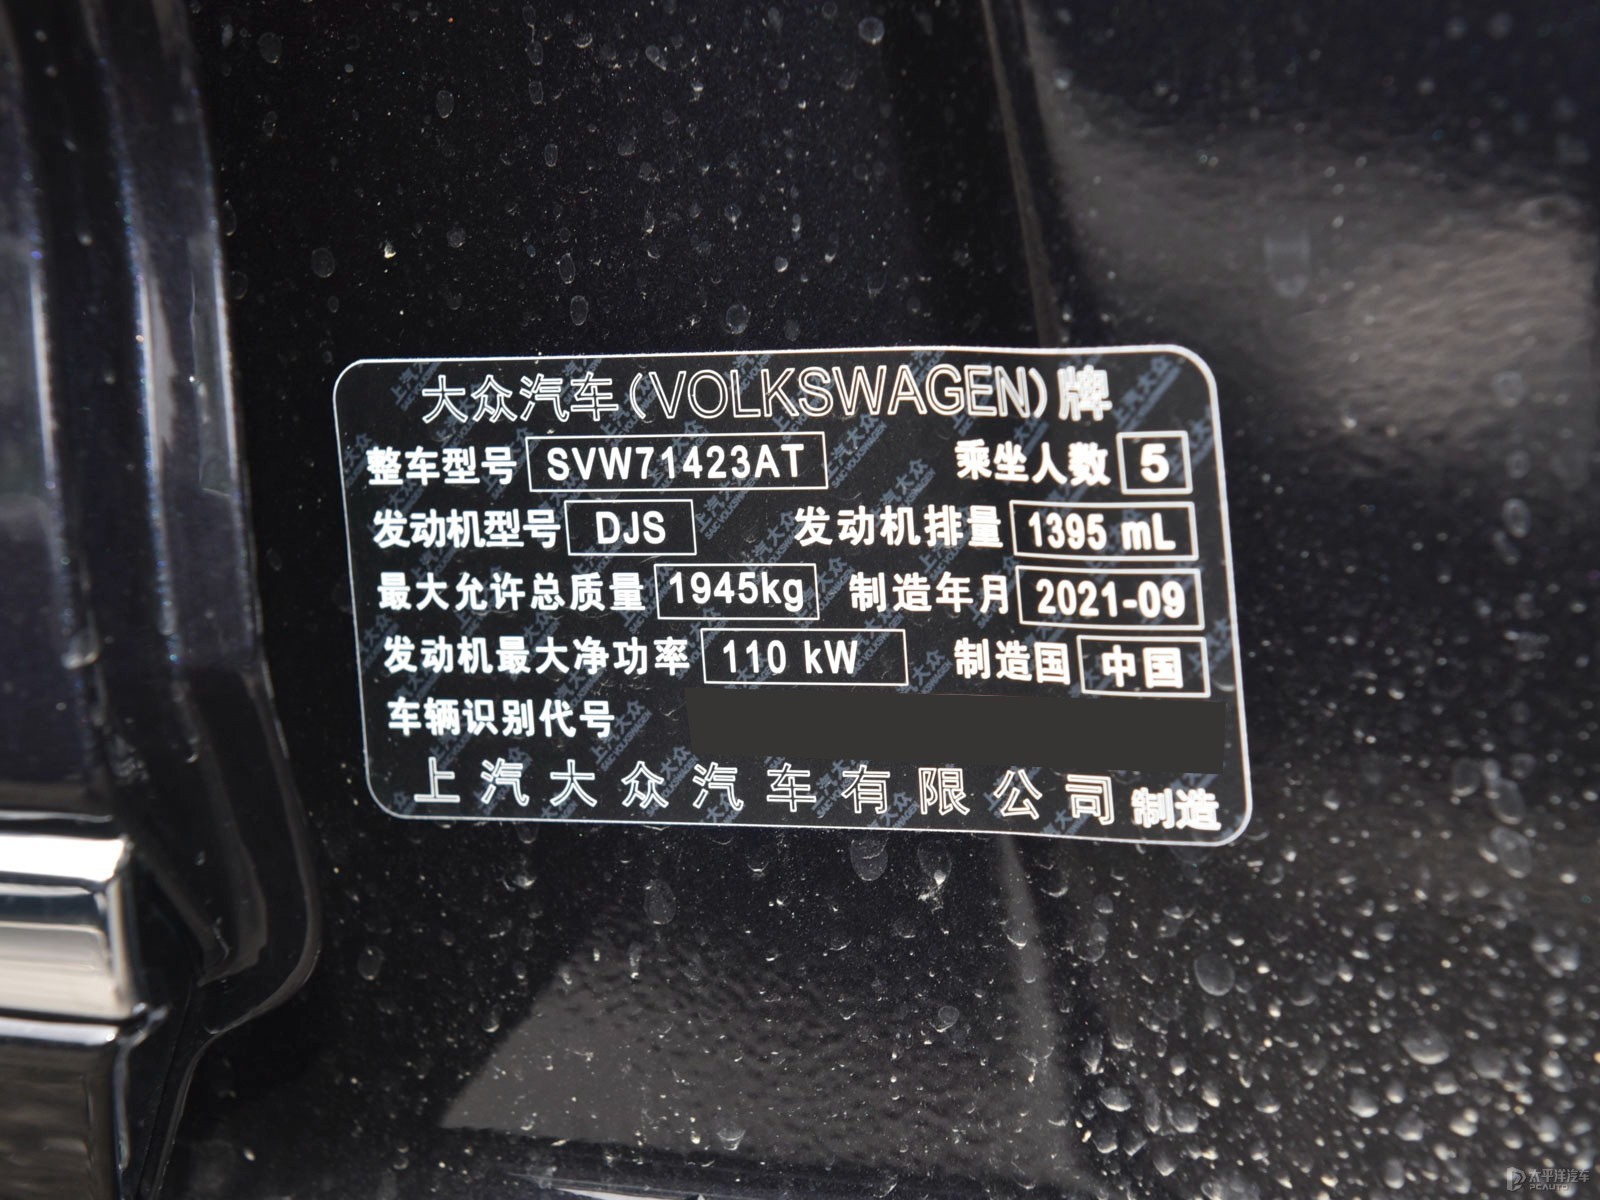 大众汽车(VOLKSWAGEN)牌
整车型号 SVW71423AT 乘坐人数 5
发动机型号 DJS 发动机排量 1395 mL
最大允许总质量 1945kg 制造年月 2021-09
发动机最大净功率 110 kW 制造国 中国
车辆识别代号
上汽大众汽车有限公司 制造
太平洋汽车
PCAUTO